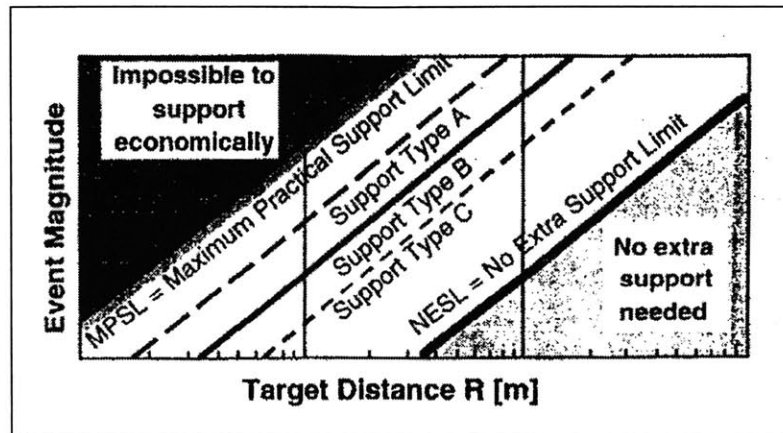 Impossible to
support
economically
MPSL = Maximum Practical Support Limit
Support Type A
Support Type B
Support Type C
NESL = No Extra Support Limit
No extra
support
needed
Event Magnitude
Target Distance R [m]